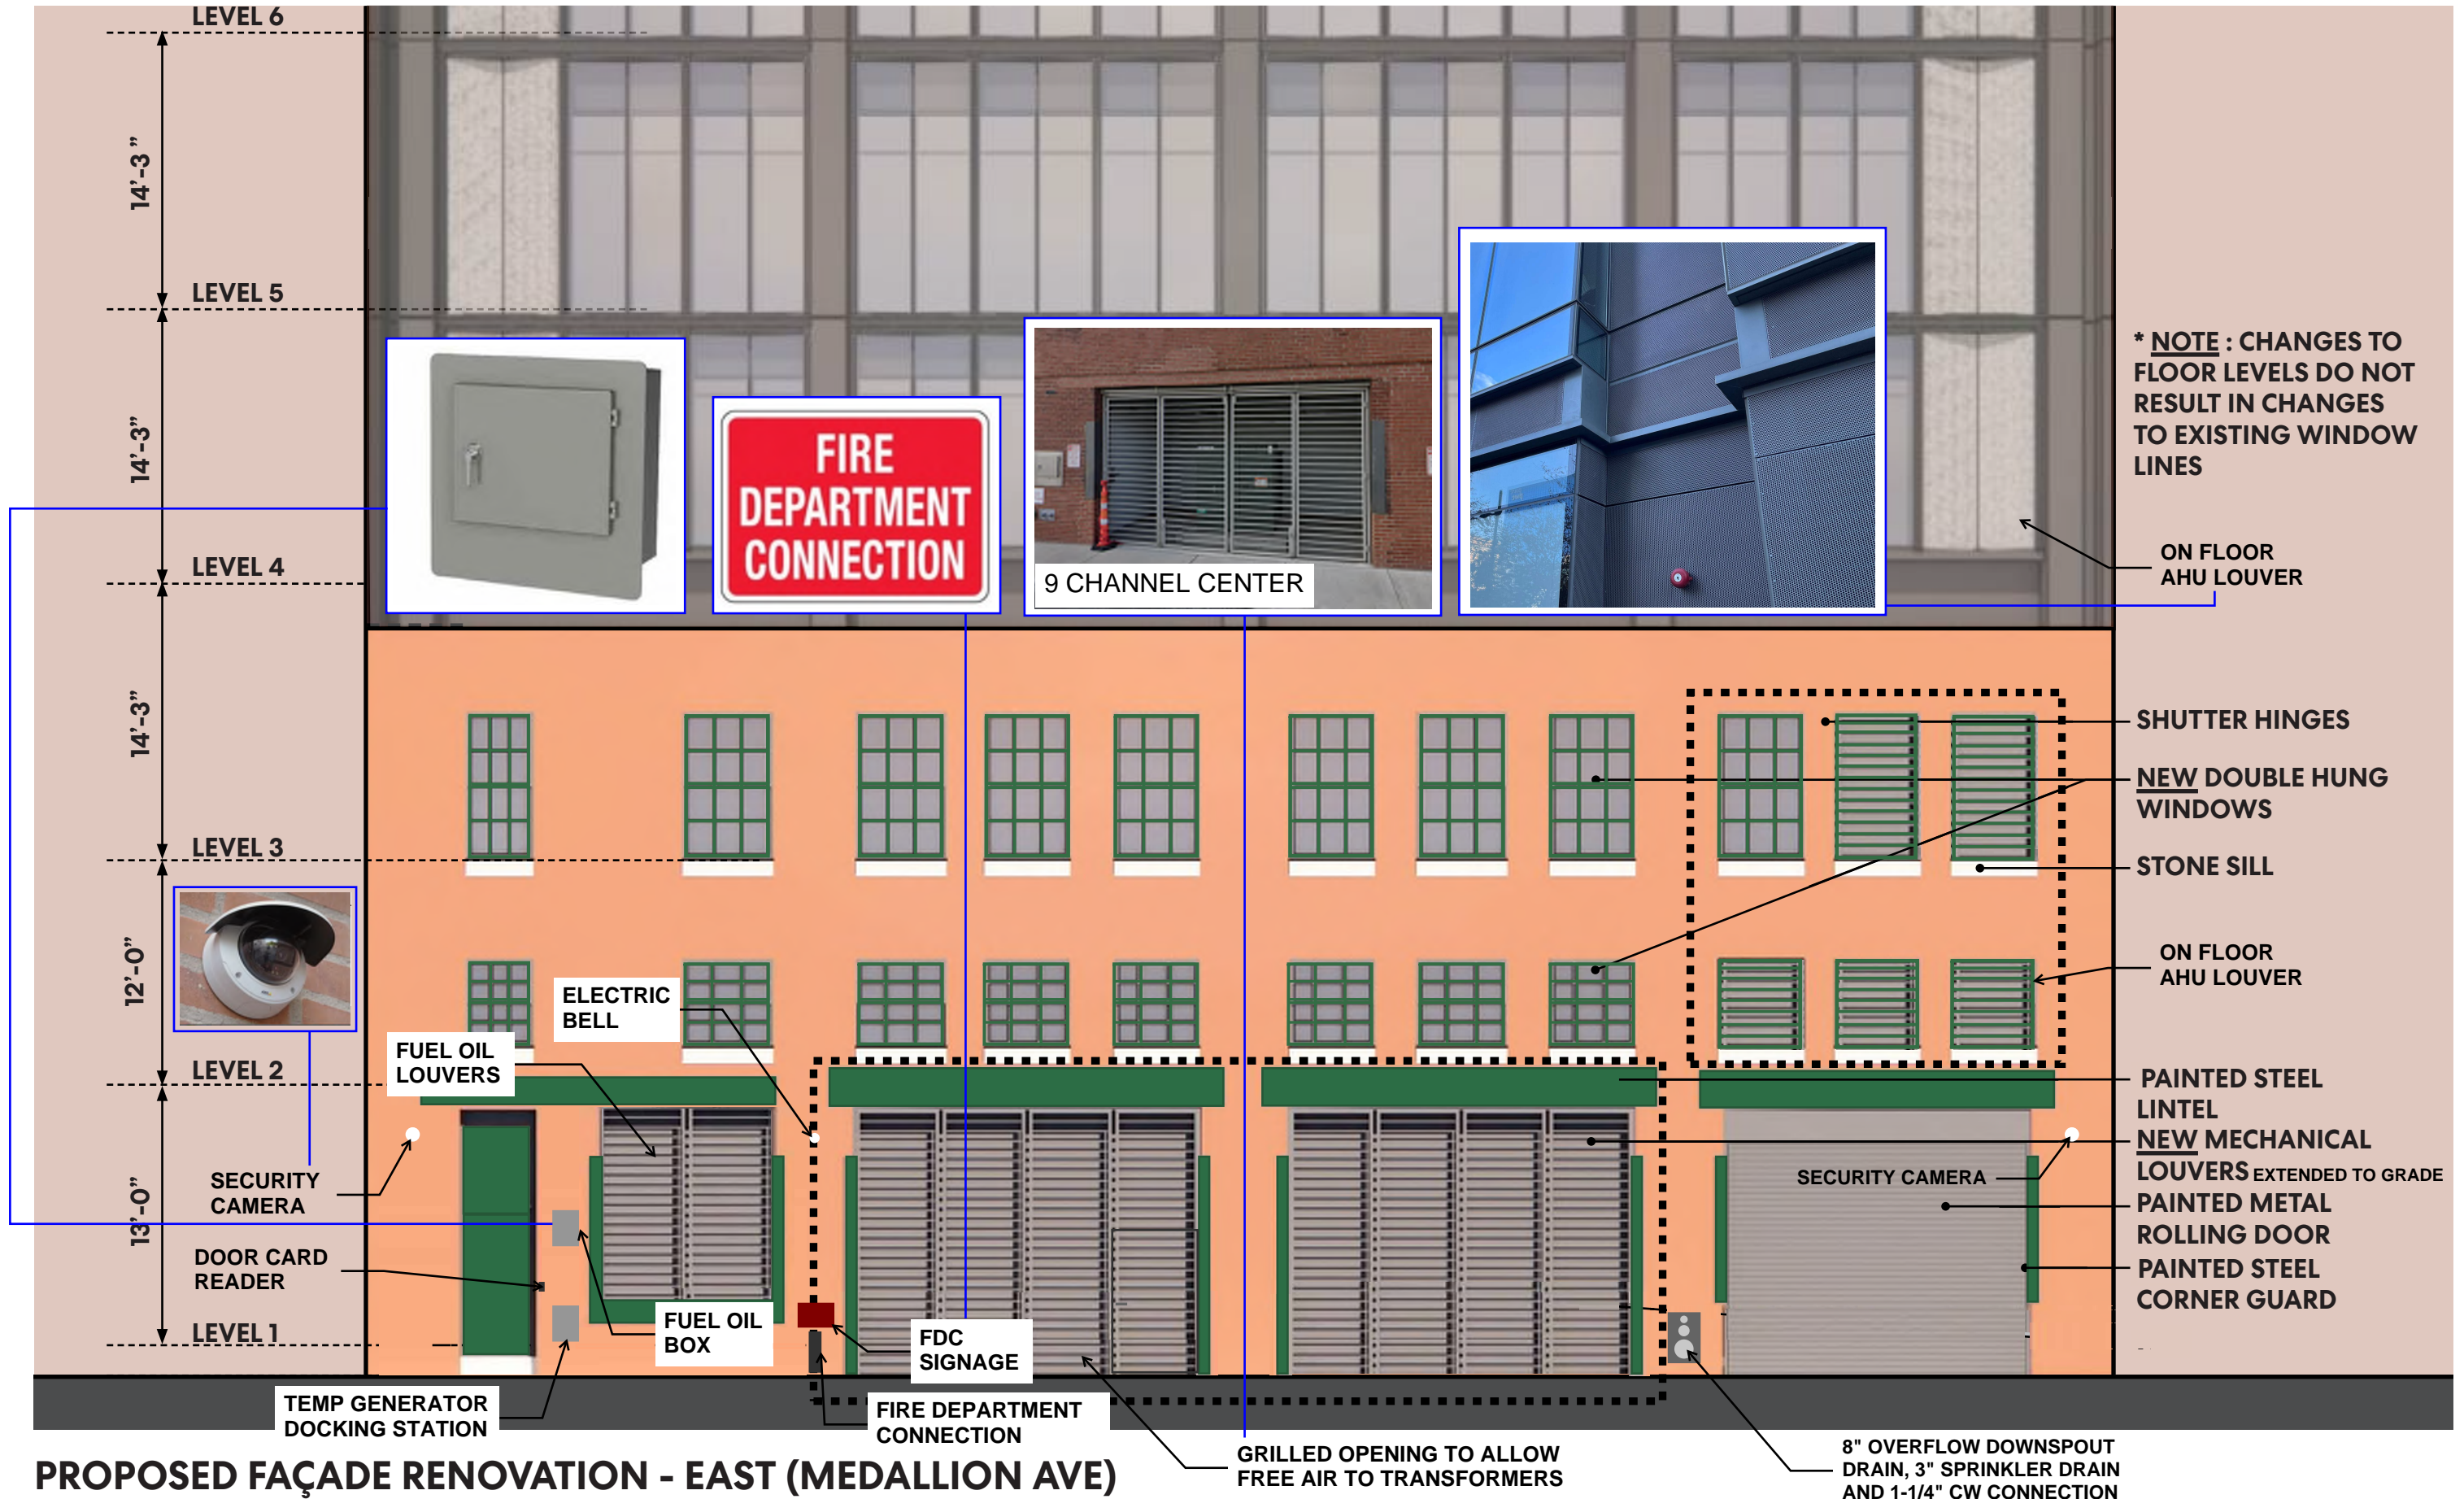 LEVEL 6
14'-3"
LEVEL 5
14'-3"
LEVEL 4
14'-3"
LEVEL 3
12'-0"
LEVEL 2
13'-0"
LEVEL 1
FIRE
DEPARTMENT
CONNECTION
9 CHANNEL CENTER
* NOTE : CHANGES TO
FLOOR LEVELS DO NOT
RESULT IN CHANGES
TO EXISTING WINDOW
LINES
ON FLOOR
AHU LOUVER
SHUTTER HINGES
NEW DOUBLE HUNG
WINDOWS
STONE SILL
ON FLOOR
AHU LOUVER
PAINTED STEEL
LINTEL
NEW MECHANICAL
LOUVERS EXTENDED TO GRADE
SECURITY CAMERA
PAINTED METAL
ROLLING DOOR
PAINTED STEEL
CORNER GUARD
ELECTRIC
BELL
FUEL OIL
LOUVERS
SECURITY
CAMERA
DOOR CARD
READER
FUEL OIL
BOX
FDC
SIGNAGE
TEMP GENERATOR
DOCKING STATION
FIRE DEPARTMENT
CONNECTION
GRILLED OPENING TO ALLOW
FREE AIR TO TRANSFORMERS
8" OVERFLOW DOWNSPOUT
DRAIN, 3" SPRINKLER DRAIN
AND 1-1/4" CW CONNECTION
PROPOSED FAÇADE RENOVATION - EAST (MEDALLION AVE)